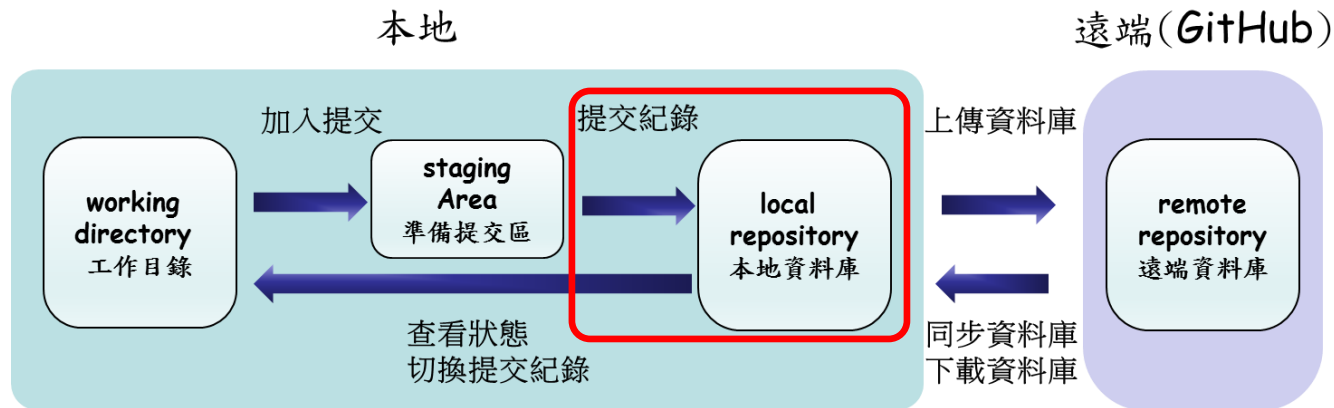 本地
遠端(GitHub)
加入提交
提交紀錄
上傳資料庫
working
directory
工作目錄
staging
Area
準備提交區
local
repository
本地資料庫
remote
repository
遠端資料庫
查看狀態
切換提交紀錄
同步資料庫
下載資料庫